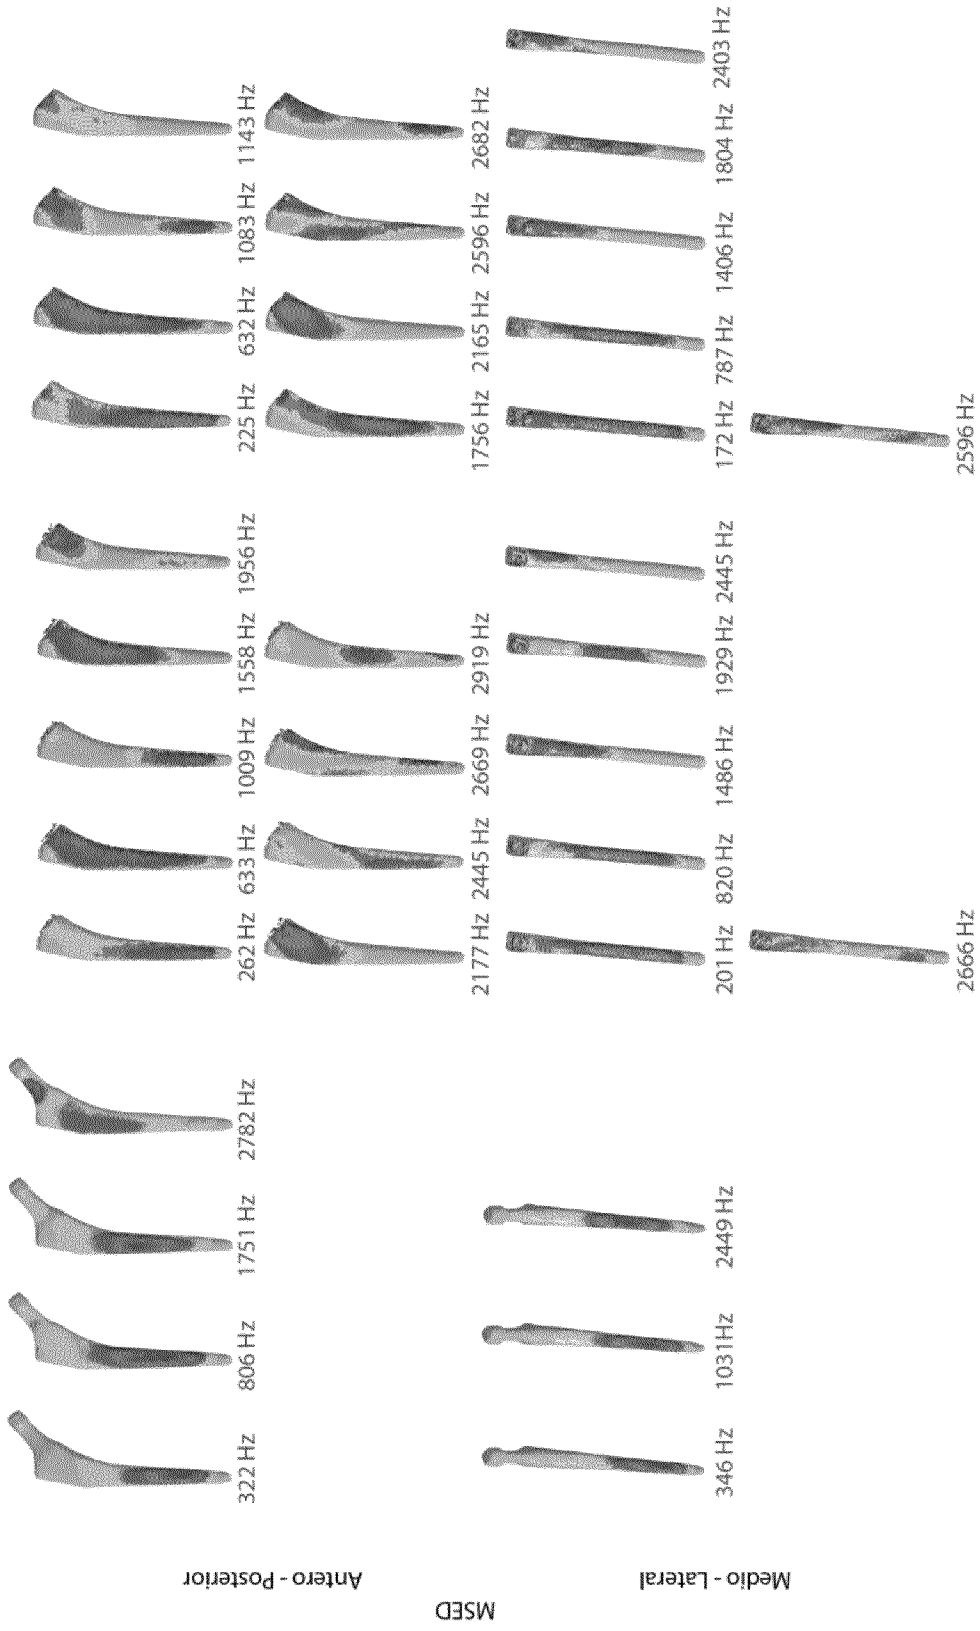 MSED
Antero - Posterior
322 Hz
806 Hz
1751 Hz
2782 Hz
262 Hz
633 Hz
1009 Hz
1558 Hz
1956 Hz
225 Hz
632 Hz
1083 Hz
1143 Hz
2177 Hz
2445 Hz
2669 Hz
2919 Hz
1756 Hz
2165 Hz
2596 Hz
2682 Hz
Medio - Lateral
346 Hz
1031Hz
2449 Hz
201 Hz
820 Hz
1486 Hz
1929 Hz
2445 Hz
172 Hz
787 Hz
1406 Hz
1804 Hz
2403 Hz
2666 Hz
2596 Hz